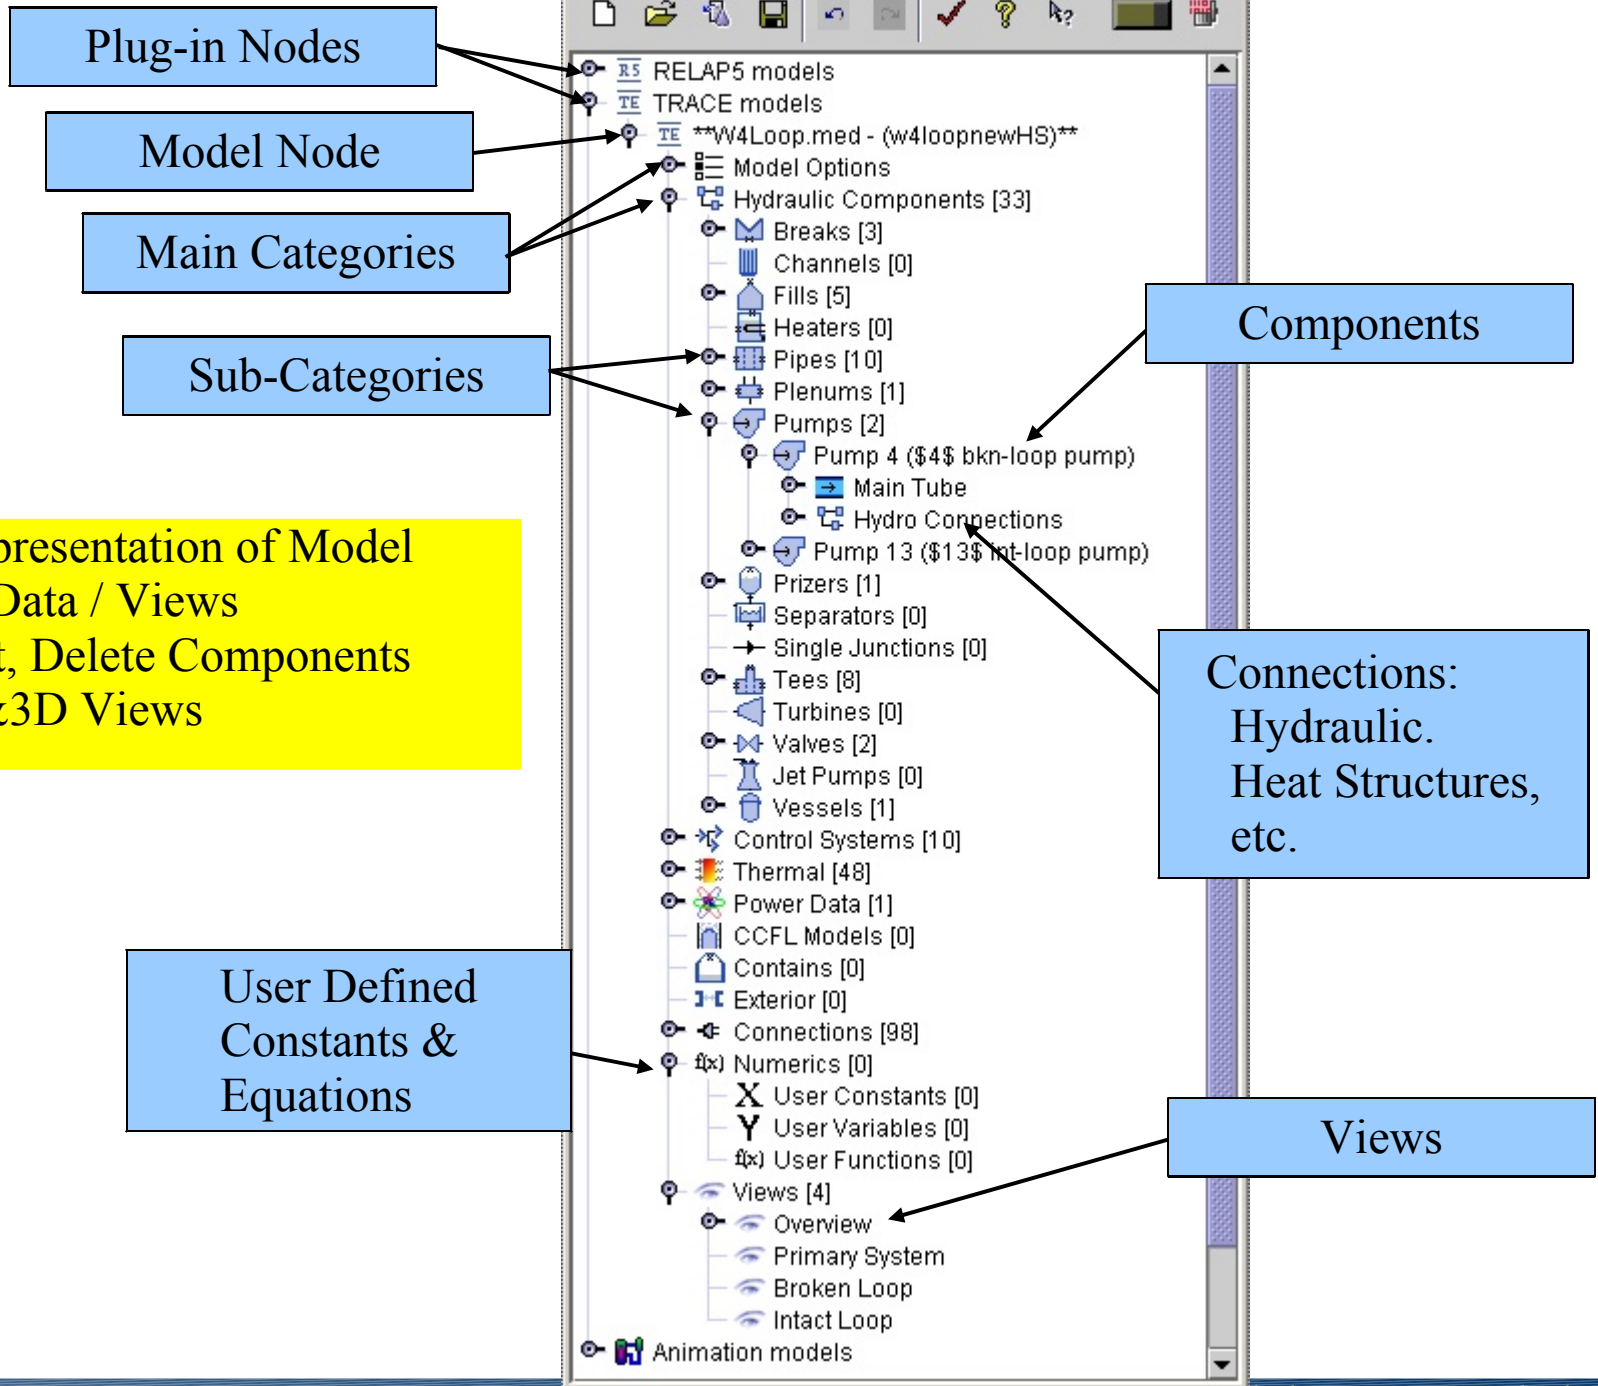 Plug-in Nodes
Model Node
Main Categories
Sub-Categories
presentation of Model
Data / Views
t, Delete Components
&3D Views
User Defined
Constants &
Equations
RELAP5 models
TRACE models
**W4Loop.med - (w4loopnewHS)**
Model Options
Hydraulic Components [33]
Breaks [3]
Channels [0]
Fills [5]
Heaters [0]
Pipes [10]
Plenums [1]
Pumps [2]
Pump 4 ($4$ bkn-loop pump)
Main Tube
Hydro Connections
Pump 13 ($13$ int-loop pump)
Prizers [1]
Separators [0]
Single Junctions [0]
Tees [8]
Turbines [0]
Valves [2]
Jet Pumps [0]
Vessels [1]
Control Systems [10]
Thermal [48]
Power Data [1]
CCFL Models [0]
Contains [0]
Exterior [0]
Connections [98]
f(x) Numerics [0]
X User Constants [0]
Y User Variables [0]
f(x) User Functions [0]
Views [4]
Overview
Primary System
Broken Loop
Intact Loop
Animation models
Components
Connections:
Hydraulic.
Heat Structures,
etc.
Views